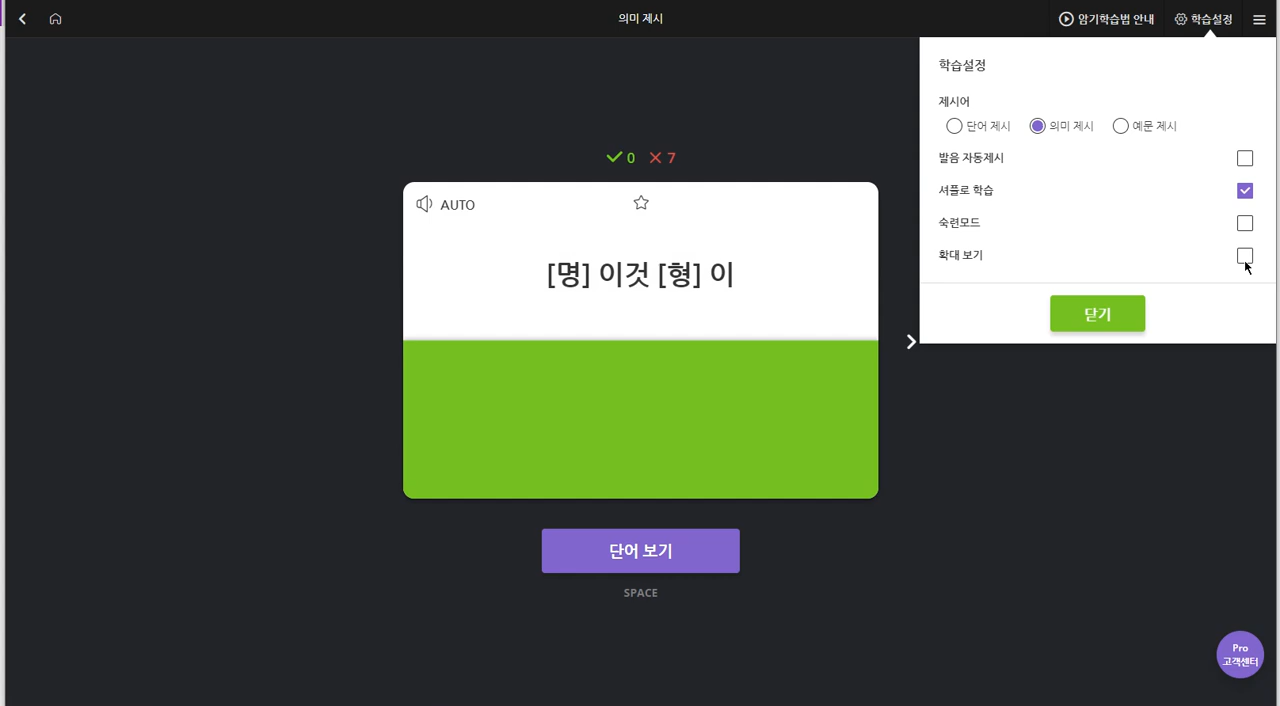 의미 제시
암기학습법 안내
학습설정
학습설정
제시어
단어 제시 의미 제시 예문 제시
발음 자동제시
셔플로 학습
숙련모드
확대 보기
닫기
0 7
AUTO
[명] 이것 [형] 이
단어 보기
SPACE
Pro
고객센터